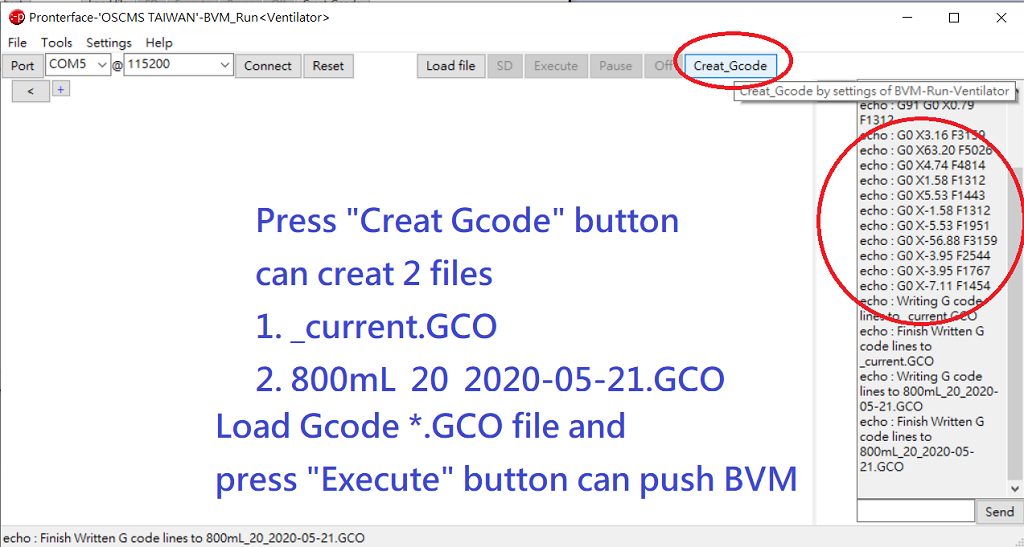 Pronterface-'OSCMS TAIWAN'-BVM_Run<Ventilator>
File Tools Settings Help
Port COM5 @ 115200 Connect Reset Load file SD Execute Pause Off Creat_Gcode
< +
Creat_Gcode by settings of BVM-Run-Ventilator
echo : G91 G0 X0.79
F1312
echo : G0 X3.16 F3159
echo : G0 X63.20 F5026
echo : G0 X4.74 F4814
echo : G0 X1.58 F1312
echo : G0 X5.53 F1443
echo : G0 X-1.58 F1312
echo : G0 X-5.53 F1951
echo : G0 X-56.88 F3159
echo : G0 X-3.95 F2544
echo : G0 X-3.95 F1767
echo : G0 X-7.11 F1454
echo : Writing G code
lines to _current.GCO
echo : Finish Written G
code lines to
_current.GCO
echo : Writing G code
lines to 800mL_20_2020-
05-21.GCO
echo : Finish Written G
code lines to
800mL_20_2020-05-
21.GCO
Press "Creat Gcode" button
can creat 2 files
1. _current.GCO
2. 800mL 20 2020-05-21.GCO
Load Gcode *.GCO file and
press "Execute" button can push BVM
Send
echo : Finish Written G code lines to 800mL_20_2020-05-21.GCO